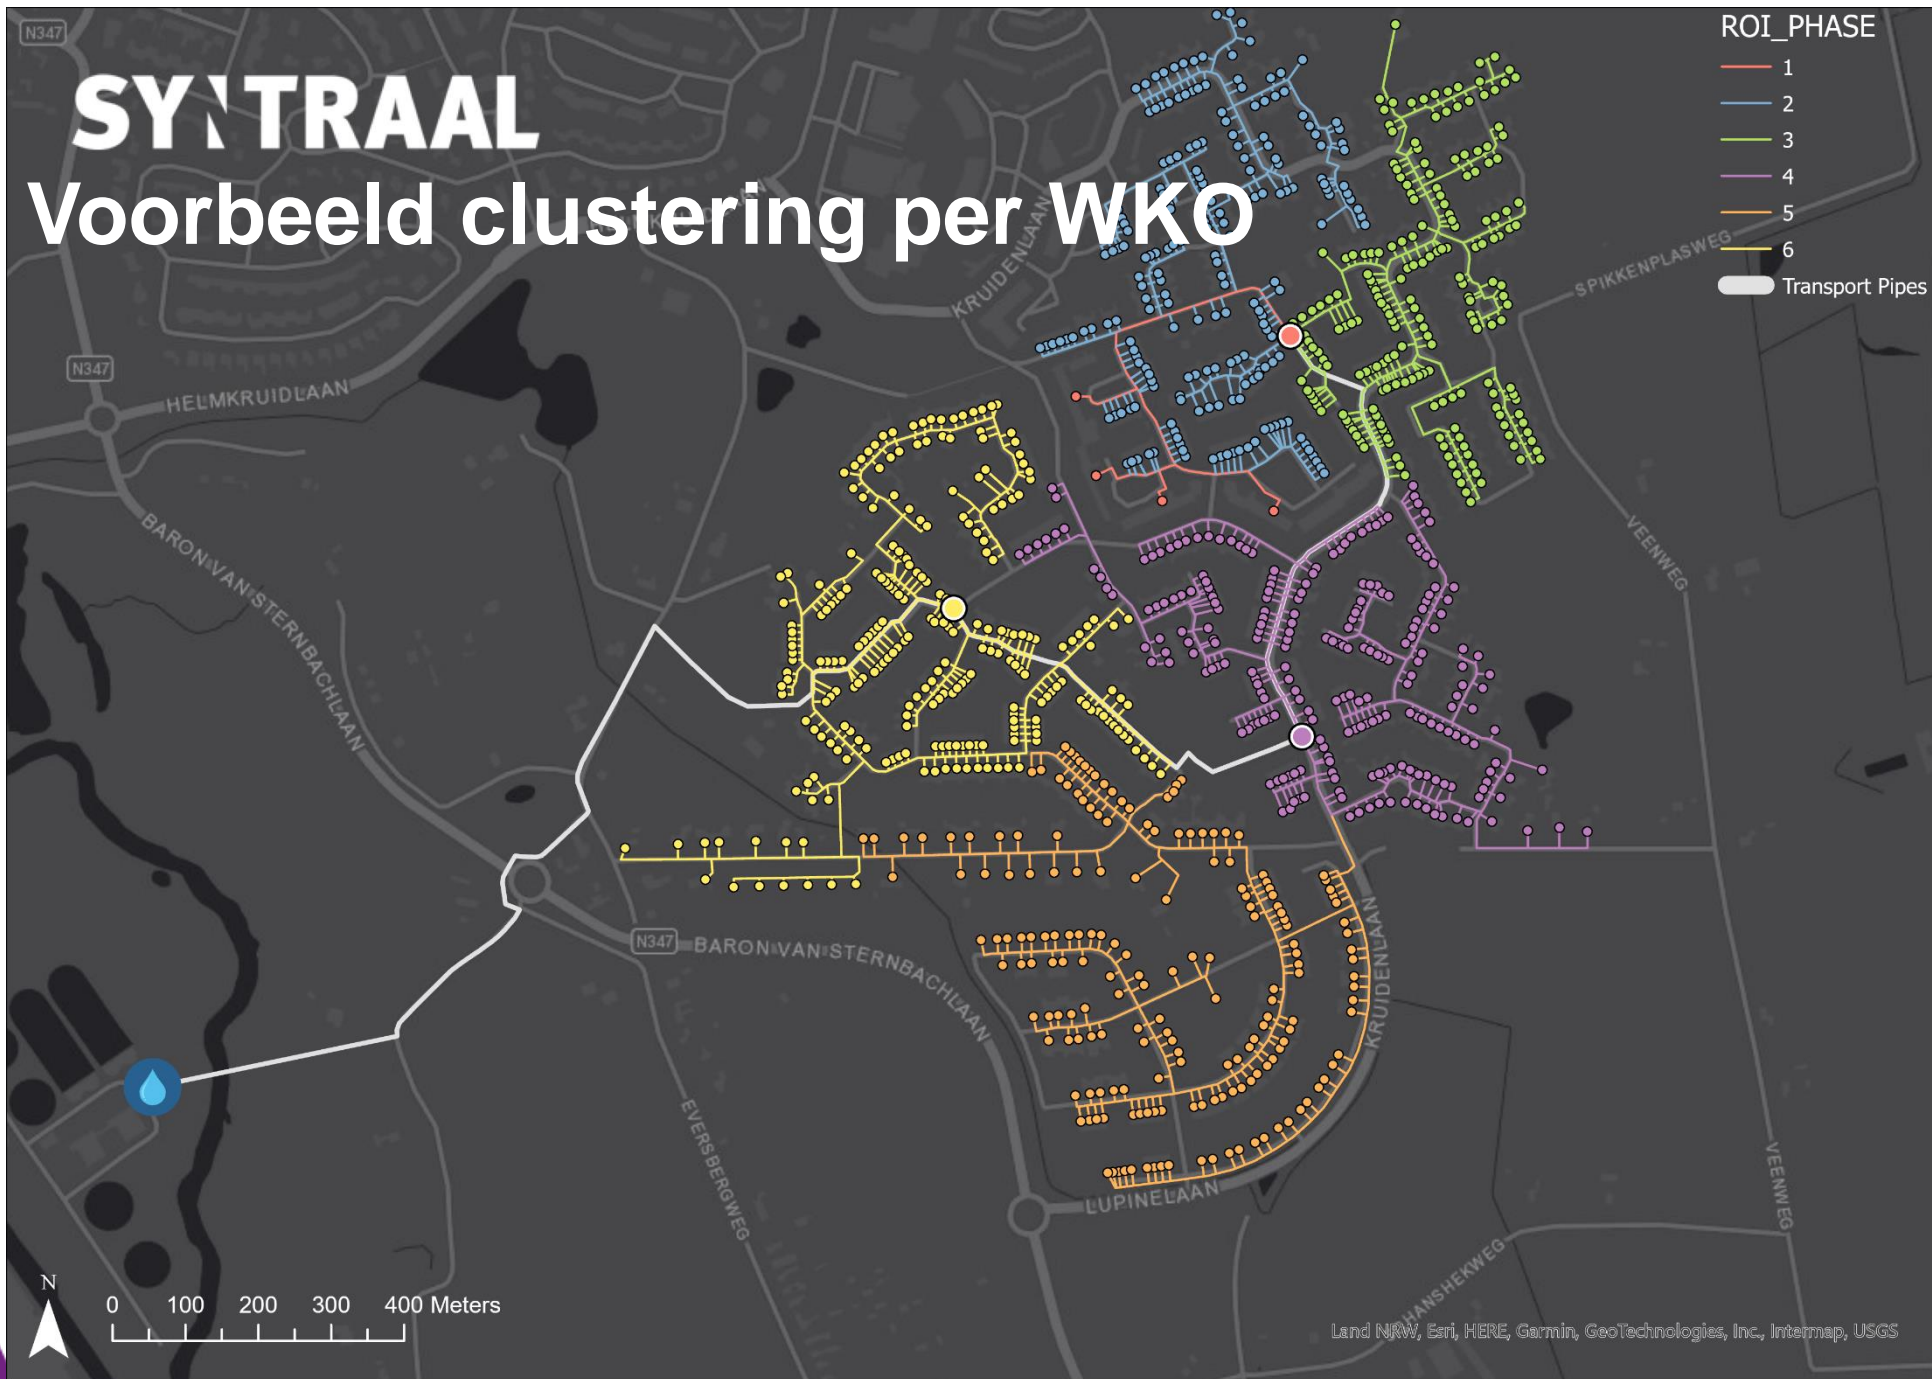 N347
SYNTRAAL
Voorbeeld clustering per WKO
ROI_PHASE
1
2
3
4
5
6
Transport Pipes
KRUIDENLAAN
SPIKKENPLASWEG
N347
HELMKRUIDLAAN
BARON VAN STERNBACHLAAN
VEENWEG
N347
BARON VAN STERNBACHLAAN
KRUIDENLAAN
EVERSBERGWEG
LUPINELAAN
VEENWEG
N
0 100 200 300 400 Meters
Land NRW, Esri, HERE, Garmin, GeoTechnologies, Inc., Intermap, USGS